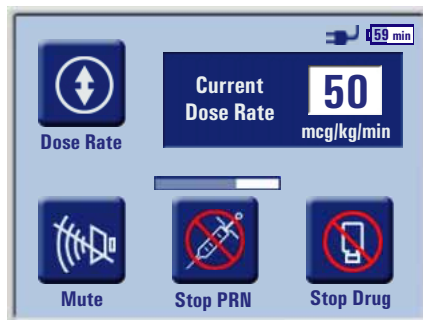 59 min
Current
Dose Rate
50
mcg/kg/min
Dose Rate
Mute
Stop PRN
Stop Drug